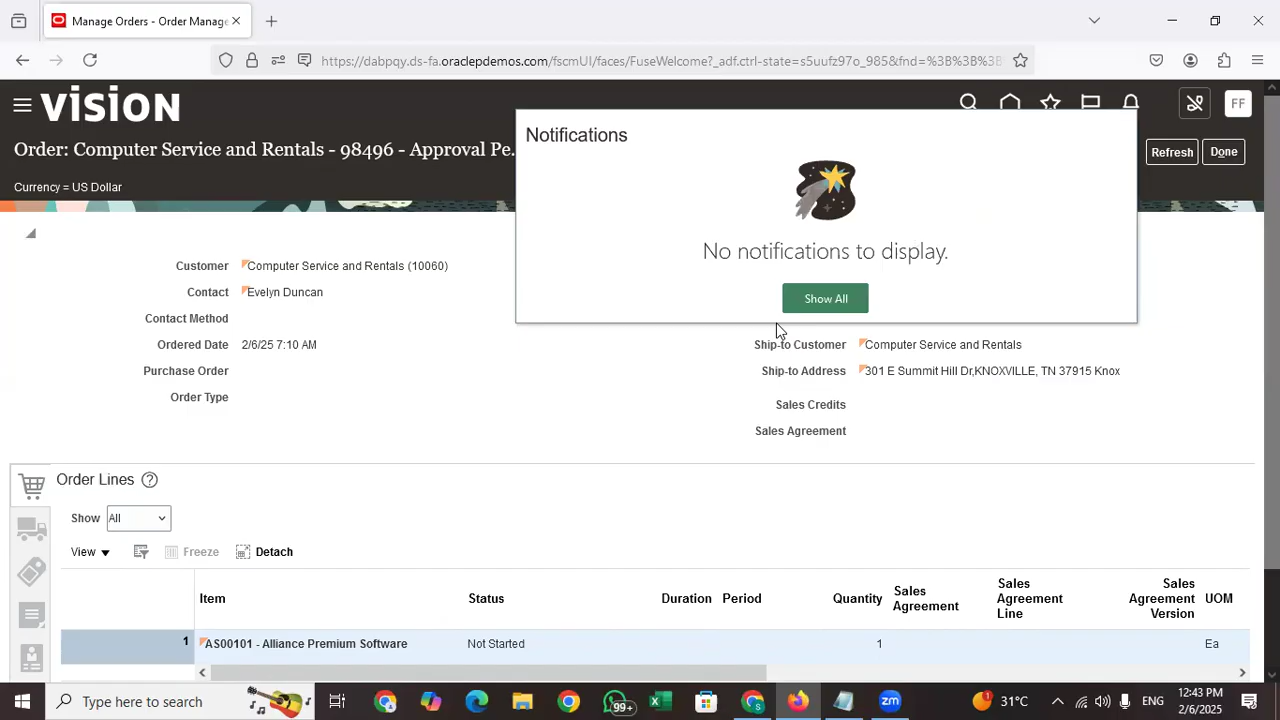 Manage Orders - Order Manage
https://dabpqy.ds-fa.oraclepdemos.com/fscmUI/faces/FuseWelcome?_adf.ctrl-state=s5uufz97o_985&fnd=%3B%3B%3B
VISION
FF
Order: Computer Service and Rentals - 98496 - Approval Pe...
Refresh
Done
Currency = US Dollar
Notifications
No notifications to display.
Show All
Customer Computer Service and Rentals (10060)
Contact Evelyn Duncan
Contact Method
Ordered Date 2/6/25 7:10 AM
Purchase Order
Order Type
Ship-to Customer Computer Service and Rentals
Ship-to Address 301 E Summit Hill Dr,KNOXVILLE, TN 37915 Knox
Sales Credits
Sales Agreement
Order Lines ?
Show All
View Freeze Detach
Item Status Duration Period Quantity Sales Agreement Sales Agreement Line Sales Agreement Version UOM
1 AS00101 - Alliance Premium Software Not Started 1 Ea
Type here to search
99+
1
31°C
ENG
12:43 PM
2/6/2025
zm